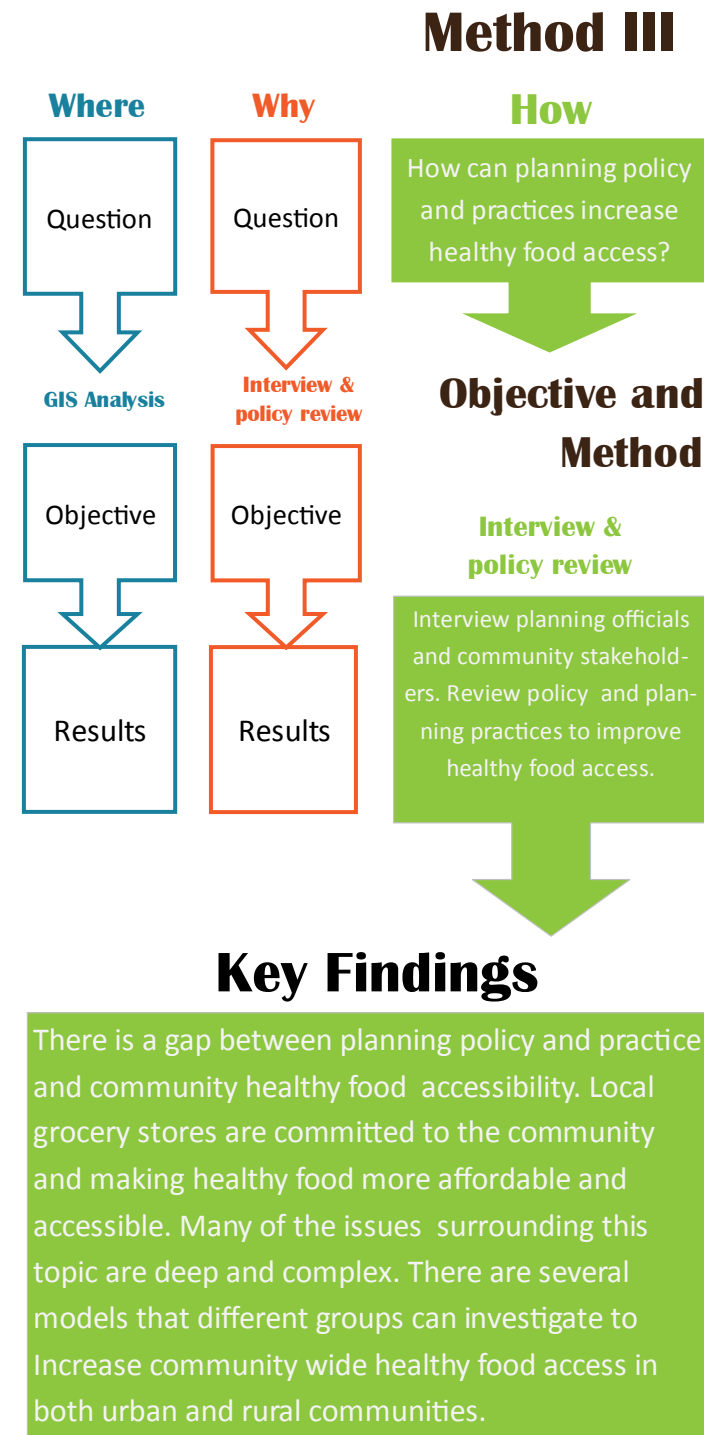 Method III
Where
Why
How
Question
Question
How can planning policy
and practices increase
healthy food access?
GIS Analysis
Interview &
policy review
Objective and
Method
Objective
Objective
Interview &
policy review
Results
Results
Interview planning officials
and community stakehold-
ers. Review policy  and plan-
ning practices to improve
healthy food access.
Key Findings
There is a gap between planning policy and practice
and community healthy food  accessibility. Local
grocery stores are committed to the community
and making healthy food more affordable and
accessible. Many of the issues  surrounding this
topic are deep and complex. There are several
models that different groups can investigate to
Increase community wide healthy food access in
both urban and rural communities.